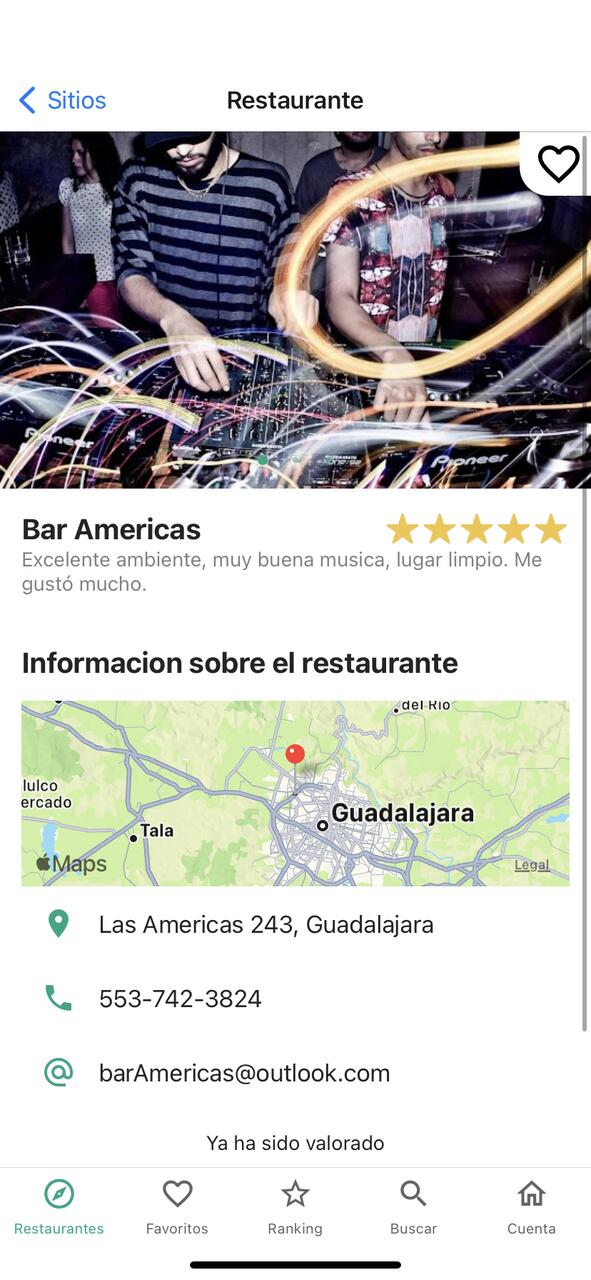 Sitios
Restaurante
Pioneer
Pioneer
Bar Americas
Excelente ambiente, muy buena musica, lugar limpio. Me
gustó mucho.
Informacion sobre el restaurante
del Río
lulco
ercado
Guadalajara
Tala
Maps
Legal
Las Americas 243, Guadalajara
553-742-3824
barAmericas@outlook.com
Ya ha sido valorado
Restaurantes
Favoritos
Ranking
Buscar
Cuenta